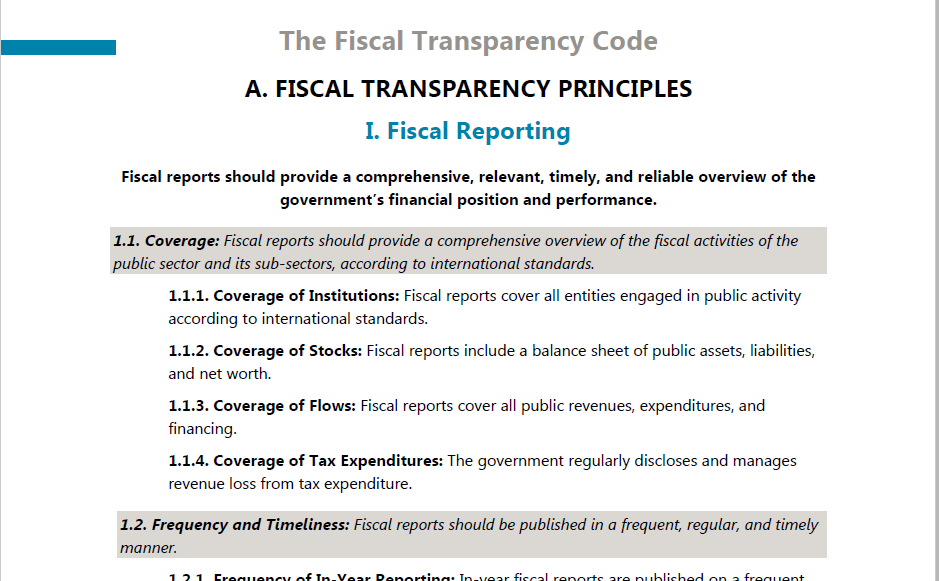 The Fiscal Transparency Code
A. FISCAL TRANSPARENCY PRINCIPLES
I. Fiscal Reporting
Fiscal reports should provide a comprehensive, relevant, timely, and reliable overview of the
government’s financial position and performance.
1.1. Coverage: Fiscal reports should provide a comprehensive overview of the fiscal activities of the
public sector and its sub-sectors, according to international standards.
1.1.1. Coverage of Institutions: Fiscal reports cover all entities engaged in public activity
according to international standards.
1.1.2. Coverage of Stocks: Fiscal reports include a balance sheet of public assets, liabilities,
and net worth.
1.1.3. Coverage of Flows: Fiscal reports cover all public revenues, expenditures, and
financing.
1.1.4. Coverage of Tax Expenditures: The government regularly discloses and manages
revenue loss from tax expenditure.
1.2. Frequency and Timeliness: Fiscal reports should be published in a frequent, regular, and timely
manner.
1.2.1. Frequency of In-Year Reporting: In-year fiscal reports are published on a frequent